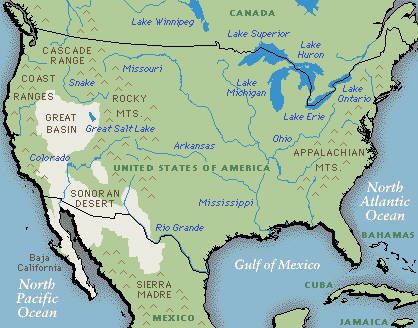 CANADA
Lake Winnipeg
Lake Superior
Lake
Huron
CASCADE
RANGE
Missouri
COAST
RANGES
Snake
Lake
Michigan
Lake
Ontario
ROCKY
MTS.
GREAT
BASIN
Great Salt Lake
Lake Erie
Ohio
Arkansas
APPALACHIAN
MTS.
Colorado
UNITED STATES OF AMERICA
SONORAN
DESERT
Mississippi
North
Atlantic
Ocean
Rio Grande
BAHAMAS
Baja
California
Gulf of Mexico
North
Pacific
Ocean
SIERRA
MADRE
CUBA
MEXICO
JAMAICA